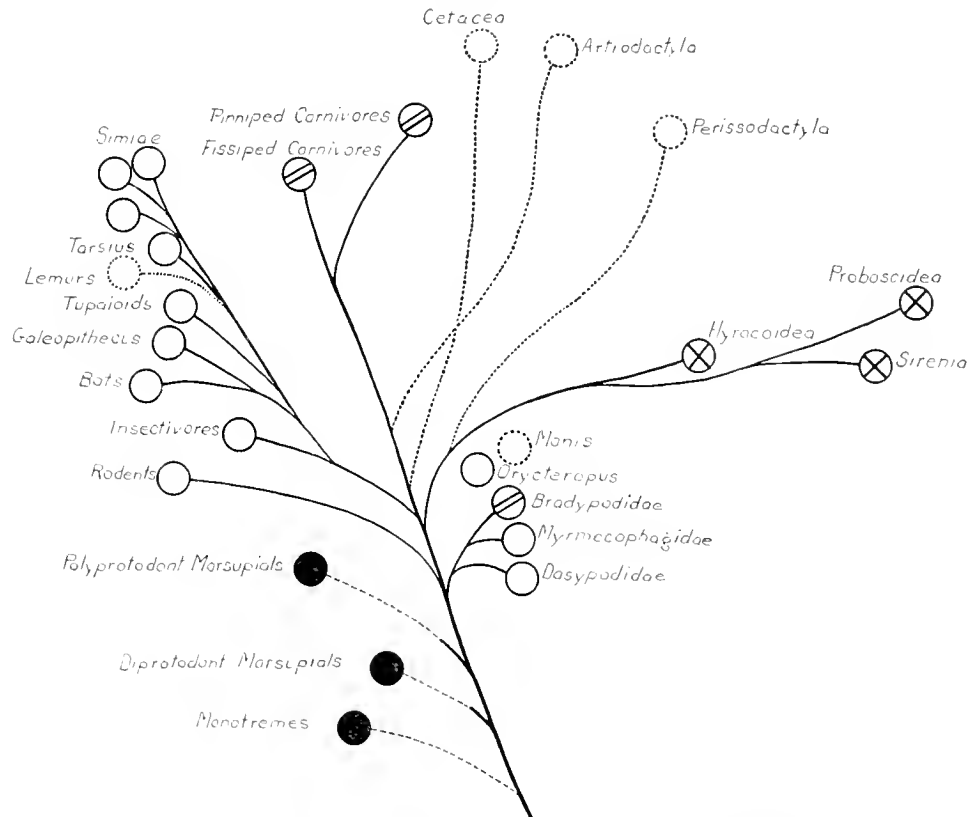 Cetacea
Artiodactyla
Pinniped Carnivores
Fissiped Carnivores
Simiae
Perissodactyla
Tarsius
Lemurs
Tupaioids
Galeopithecus
Bats
Proboscidea
Hyracoidea
Sirenia
Insectivores
Rodents
Manis
Orycteropus
Bradypodidae
Myrmecophagidae
Dasypodidae
Polyprotodont Marsupials
Diprotodont Marsupials
Monotremes